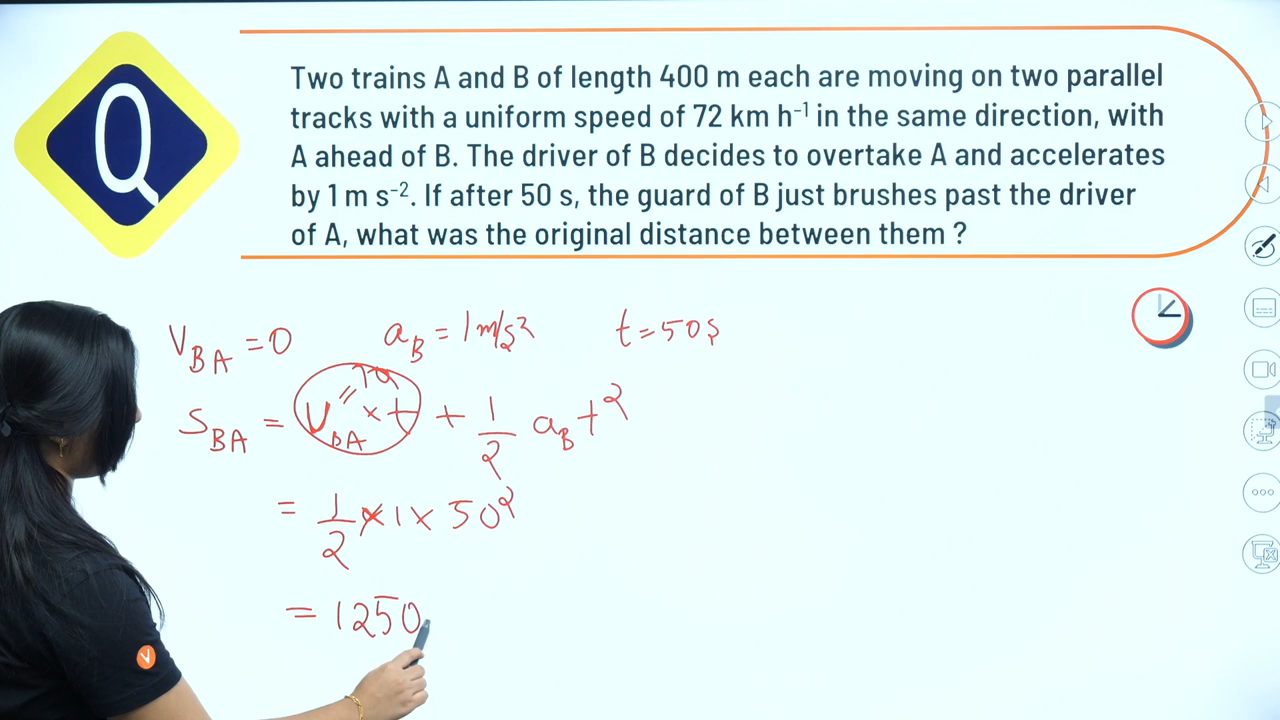 Q
Two trains A and B of length 400 m each are moving on two parallel
tracks with a uniform speed of 72 km h⁻¹ in the same direction, with
A ahead of B. The driver of B decides to overtake A and accelerates
by 1 m s⁻². If after 50 s, the guard of B just brushes past the driver
of A, what was the original distance between them ?
V_BA = 0 a_B = 1 m/s² t = 50s
S_BA = V_BA × t + 1/2 a_B t²
= 1/2 × 1 × 50²
= 1250
V